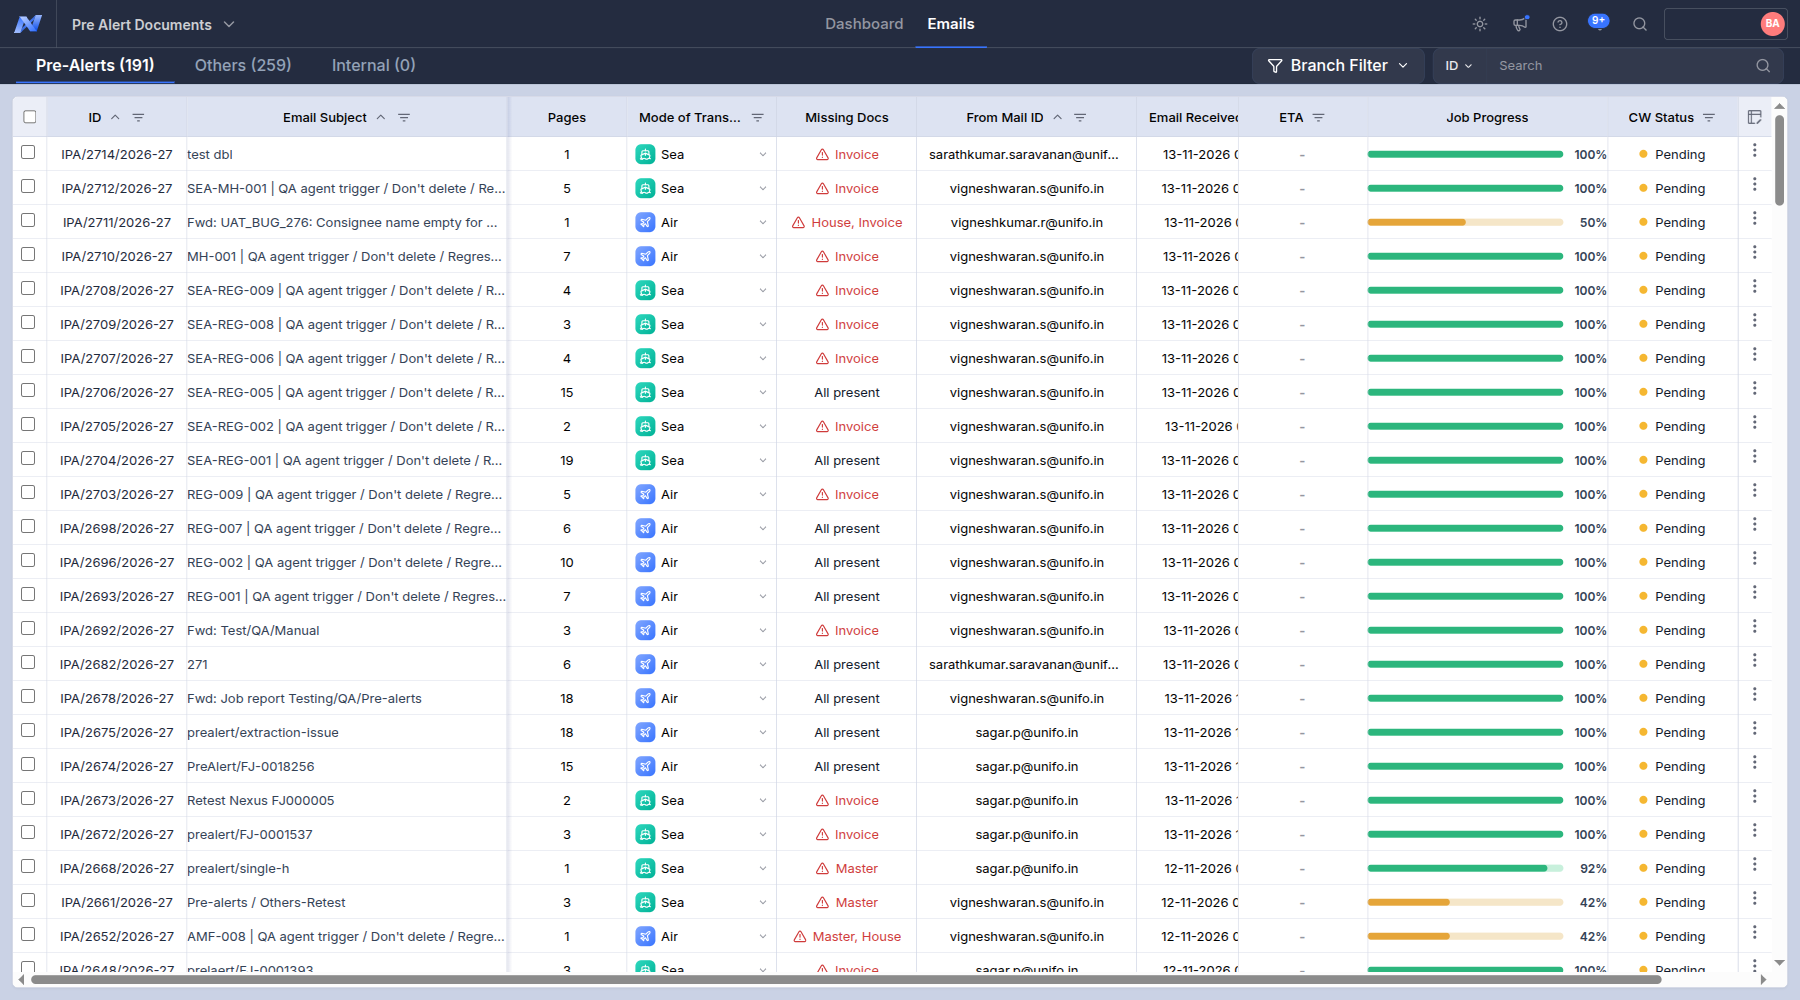 Pre Alert Documents
Dashboard Emails
9+
BA
Pre-Alerts (191) Others (259) Internal (0)
Branch Filter
ID Search
ID Email Subject Pages Mode of Trans... Missing Docs From Mail ID Email Received ETA Job Progress CW Status
IPA/2714/2026-27 test dbl 1 Sea Invoice sarathkumar.saravanan@unif... 13-11-2026 - 100% Pending
IPA/2712/2026-27 SEA-MH-001 | QA agent trigger / Don't delete / Re... 5 Sea Invoice vigneshwaran.s@unifo.in 13-11-2026 - 100% Pending
IPA/2711/2026-27 Fwd: UAT_BUG_276: Consignee name empty for ... 1 Air House, Invoice vigneshkumar.r@unifo.in 13-11-2026 - 50% Pending
IPA/2710/2026-27 MH-001 | QA agent trigger / Don't delete / Regres... 7 Air Invoice vigneshwaran.s@unifo.in 13-11-2026 - 100% Pending
IPA/2708/2026-27 SEA-REG-009 | QA agent trigger / Don't delete / R... 4 Sea Invoice vigneshwaran.s@unifo.in 13-11-2026 - 100% Pending
IPA/2709/2026-27 SEA-REG-008 | QA agent trigger / Don't delete / R... 3 Sea Invoice vigneshwaran.s@unifo.in 13-11-2026 - 100% Pending
IPA/2707/2026-27 SEA-REG-006 | QA agent trigger / Don't delete / R... 4 Sea Invoice vigneshwaran.s@unifo.in 13-11-2026 - 100% Pending
IPA/2706/2026-27 SEA-REG-005 | QA agent trigger / Don't delete / R... 15 Sea All present vigneshwaran.s@unifo.in 13-11-2026 - 100% Pending
IPA/2705/2026-27 SEA-REG-002 | QA agent trigger / Don't delete / R... 2 Sea Invoice vigneshwaran.s@unifo.in 13-11-2026 - 100% Pending
IPA/2704/2026-27 SEA-REG-001 | QA agent trigger / Don't delete / R... 19 Sea All present vigneshwaran.s@unifo.in 13-11-2026 - 100% Pending
IPA/2703/2026-27 REG-009 | QA agent trigger / Don't delete / Regre... 5 Air Invoice vigneshwaran.s@unifo.in 13-11-2026 - 100% Pending
IPA/2698/2026-27 REG-007 | QA agent trigger / Don't delete / Regre... 6 Air All present vigneshwaran.s@unifo.in 13-11-2026 - 100% Pending
IPA/2696/2026-27 REG-002 | QA agent trigger / Don't delete / Regre... 10 Air All present vigneshwaran.s@unifo.in 13-11-2026 - 100% Pending
IPA/2693/2026-27 REG-001 | QA agent trigger / Don't delete / Regres... 7 Air All present vigneshwaran.s@unifo.in 13-11-2026 - 100% Pending
IPA/2692/2026-27 Fwd: Test/QA/Manual 3 Air Invoice vigneshwaran.s@unifo.in 13-11-2026 - 100% Pending
IPA/2682/2026-27 271 6 Air All present sarathkumar.saravanan@unif... 13-11-2026 - 100% Pending
IPA/2678/2026-27 Fwd: Job report Testing/QA/Pre-alerts 18 Air All present vigneshwaran.s@unifo.in 13-11-2026 - 100% Pending
IPA/2675/2026-27 prealert/extraction-issue 18 Air All present sagar.p@unifo.in 13-11-2026 - 100% Pending
IPA/2674/2026-27 PreAlert/FJ-0018256 15 Air All present sagar.p@unifo.in 13-11-2026 - 100% Pending
IPA/2673/2026-27 Retest Nexus FJ000005 2 Sea Invoice sagar.p@unifo.in 13-11-2026 - 100% Pending
IPA/2672/2026-27 prealert/FJ-0001537 3 Sea Invoice sagar.p@unifo.in 13-11-2026 - 100% Pending
IPA/2668/2026-27 prealert/single-h 1 Sea Master sagar.p@unifo.in 12-11-2026 - 92% Pending
IPA/2661/2026-27 Pre-alerts / Others-Retest 3 Sea Master vigneshwaran.s@unifo.in 12-11-2026 - 42% Pending
IPA/2652/2026-27 AMF-008 | QA agent trigger / Don't delete / Regre... 1 Air Master, House vigneshwaran.s@unifo.in 12-11-2026 - 42% Pending
IPA/2648/2026-27 prelaert/FJ-0001393 3 Sea Invoice sagar.p@unifo.in 12-11-2026 - 100% Pending